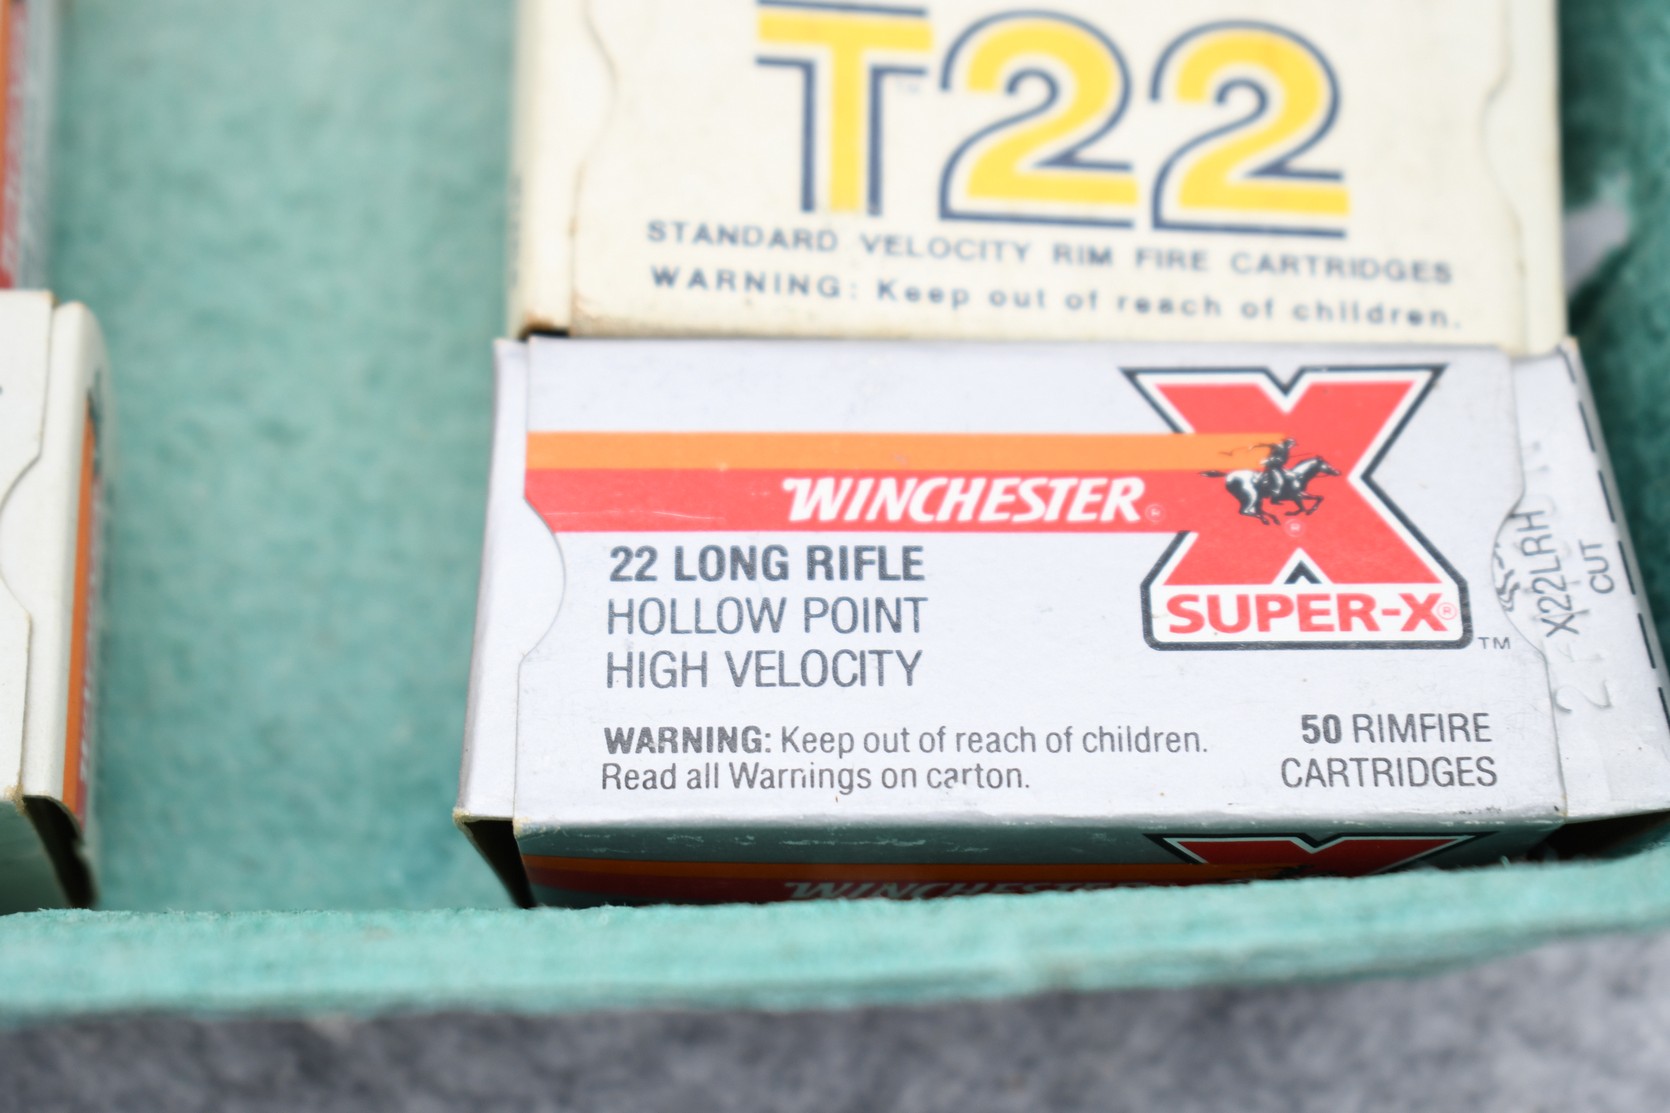 T22
STANDARD VELOCITY RIM FIRE CARTRIDGES
WARNING: Keep out of reach of children.
WINCHESTER®
22 LONG RIFLE
HOLLOW POINT
HIGH VELOCITY
SUPER-X®
TM
WARNING: Keep out of reach of children.
Read all Warnings on carton.
50 RIMFIRE
CARTRIDGES
X22LRH
CUT
WINCHESTER